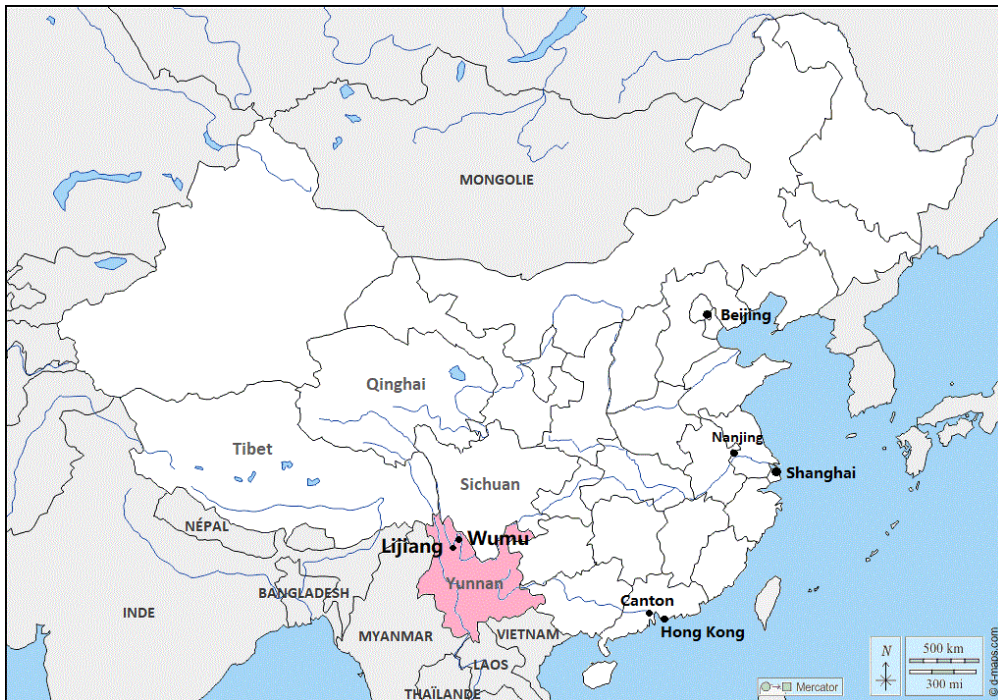 MONGOLIE
Beijing
Qinghai
Nanjing
Tibet
Shanghai
Sichuan
NÉPAL
Wumu
Lijiang
Yunnan
BANGLADESH
Canton
INDE
Hong Kong
MYANMAR
VIETNAM
LAOS
THAÏLANDE
N
500 km
300 mi
Mercator
© d-maps.com